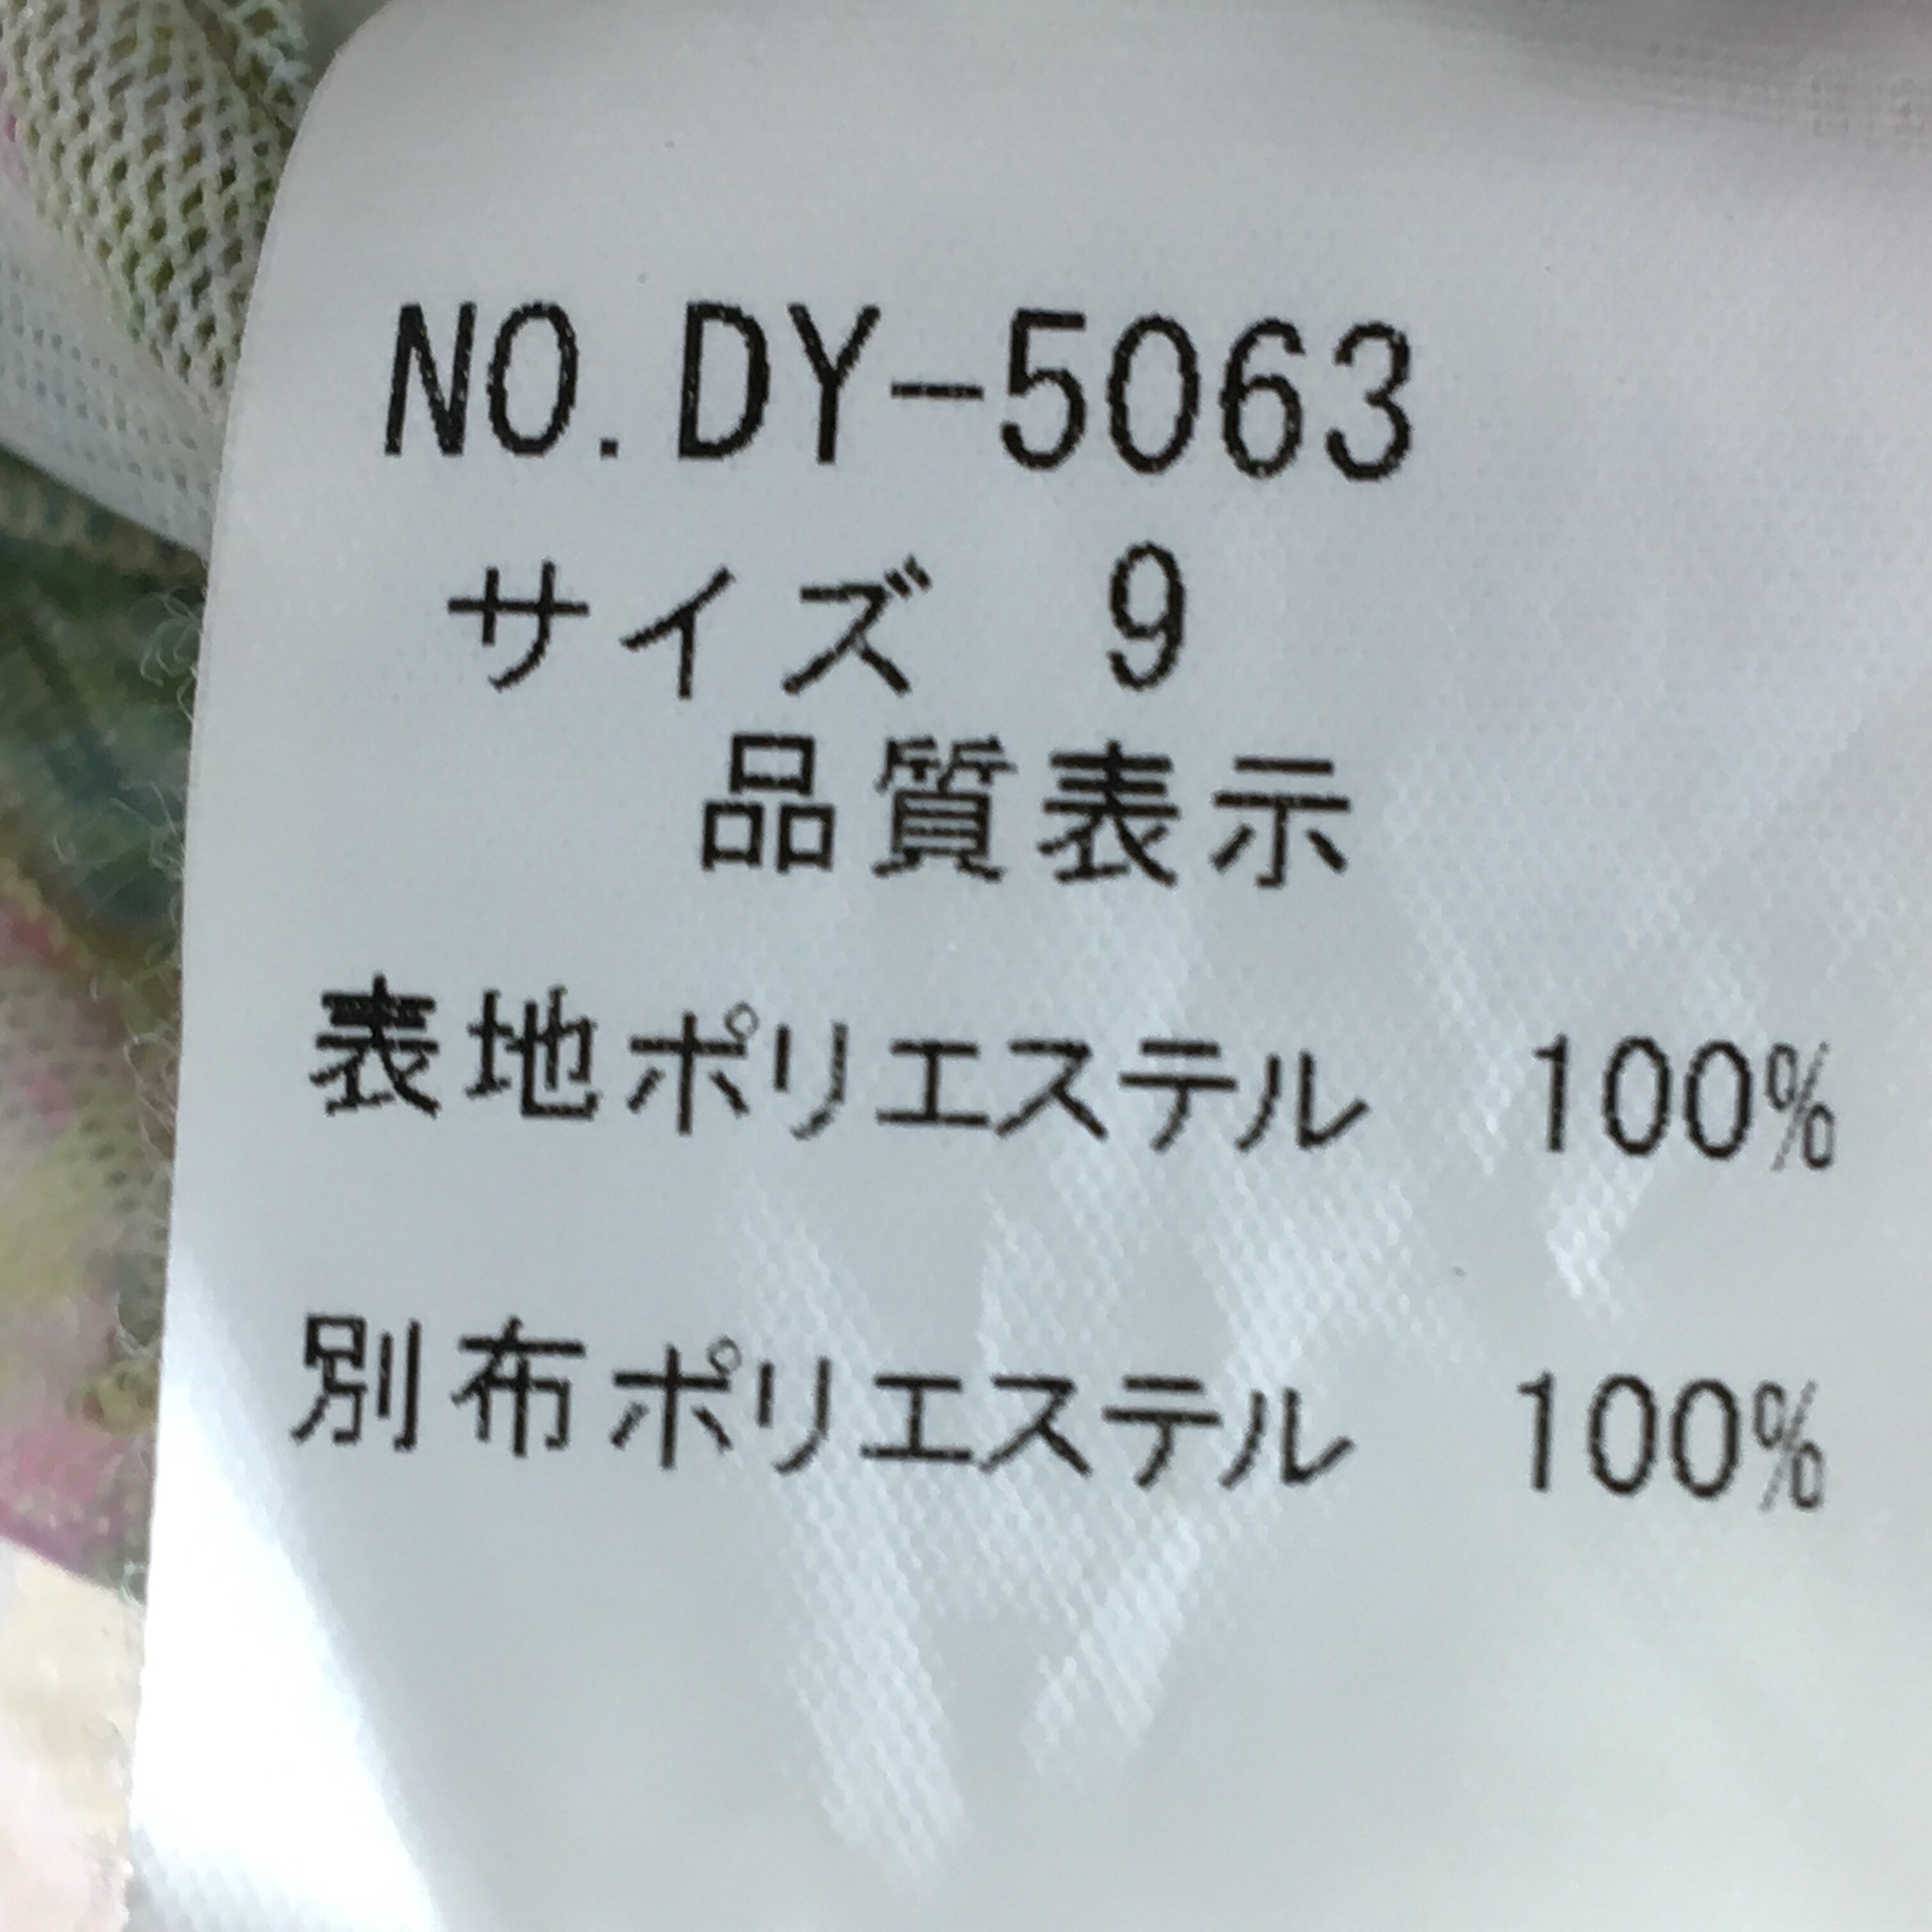 NO.DY-5063
サイズ 9
品質表示
表地ポリエステル 100%
別布ポリエステル 100%